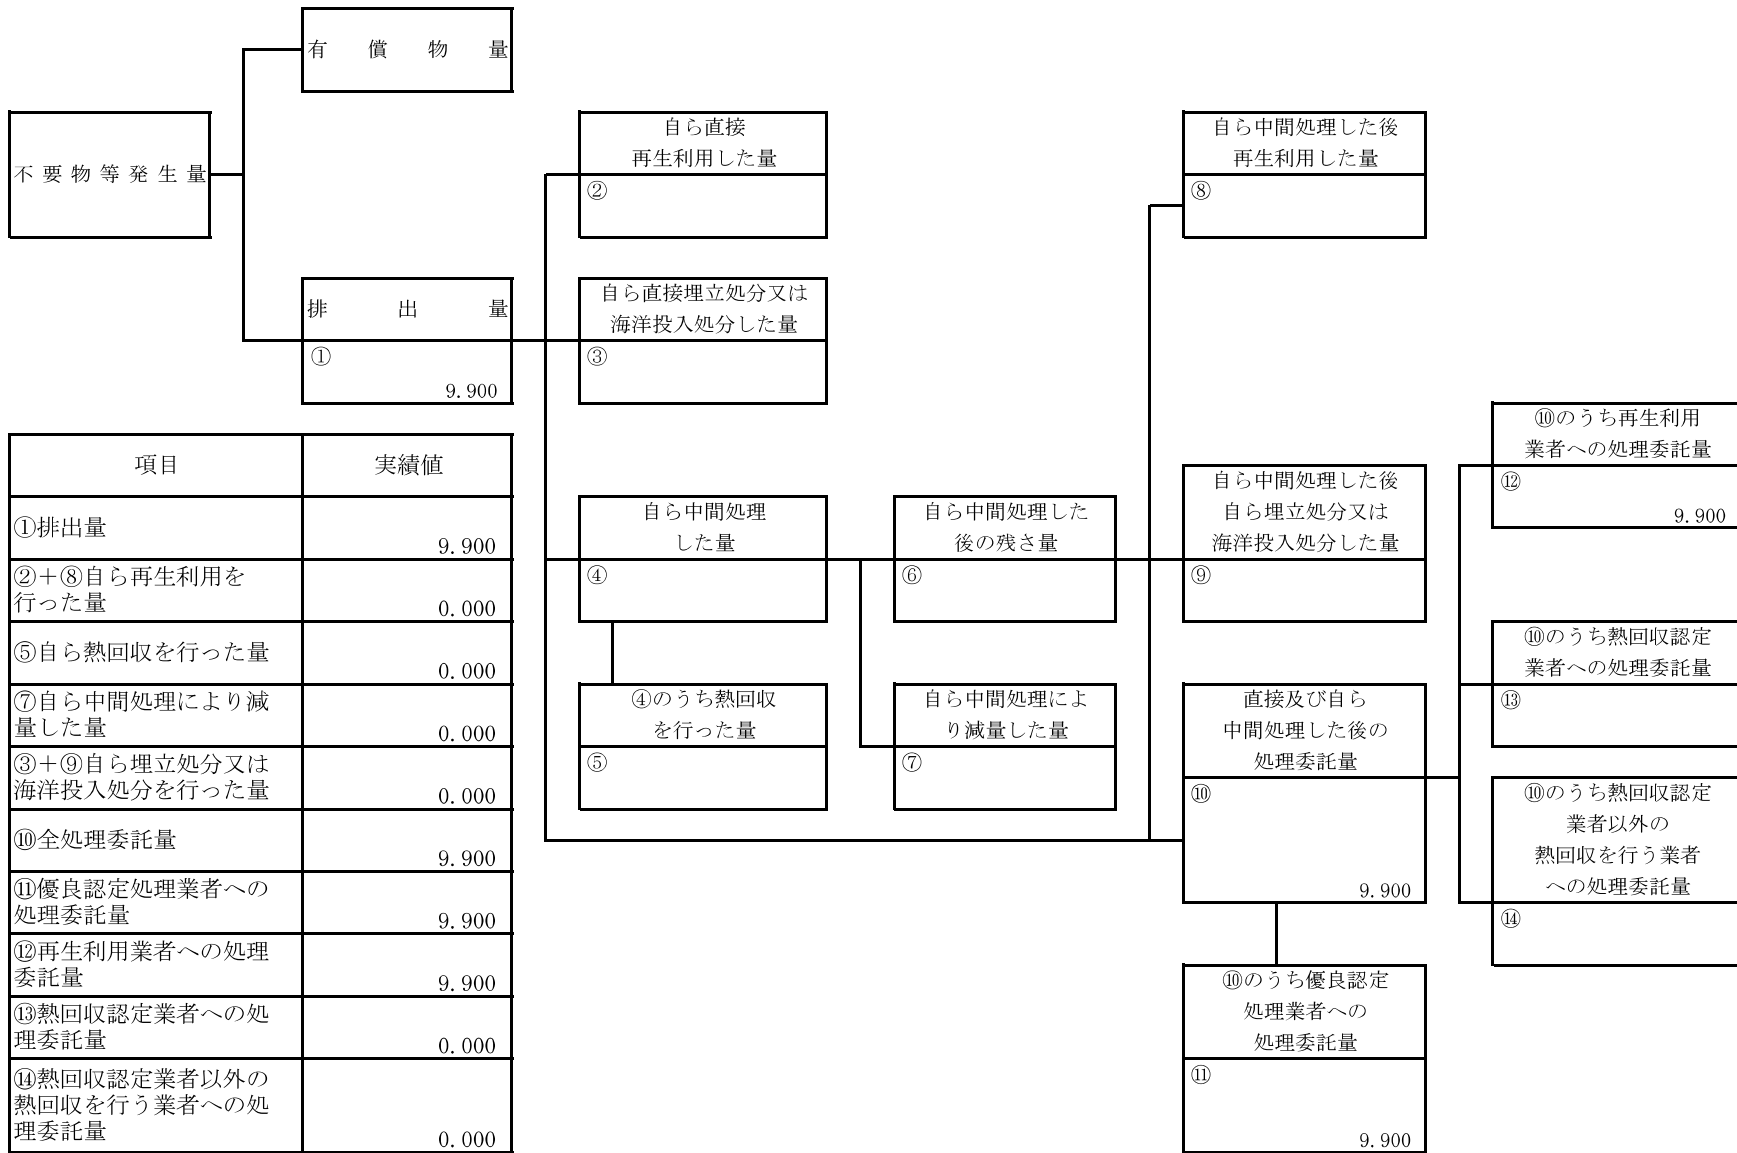 有償物量
不要物等発生量
自ら直接
再生利用した量
②
自ら中間処理した後
再生利用した量
⑧
排出量
①
9.900
自ら直接埋立処分又は
海洋投入処分した量
③
⑩のうち再生利用
業者への処理委託量
⑫
9.900
自ら中間処理
した量
④
自ら中間処理した
後の残さ量
⑥
自ら中間処理した後
自ら埋立処分又は
海洋投入処分した量
⑨
⑩のうち熱回収認定
業者への処理委託量
⑬
④のうち熱回収
を行った量
⑤
自ら中間処理によ
り減量した量
⑦
直接及び自ら
中間処理した後の
処理委託量
⑩
9.900
⑩のうち熱回収認定
業者以外の
熱回収を行う業者
への処理委託量
⑭
⑩のうち優良認定
処理業者への
処理委託量
⑪
9.900
項目 実績値
①排出量
9.900
②＋⑧自ら再生利用を
行った量
0.000
⑤自ら熱回収を行った量
0.000
⑦自ら中間処理により減
量した量
0.000
③＋⑨自ら埋立処分又は
海洋投入処分を行った量
0.000
⑩全処理委託量
9.900
⑪優良認定処理業者への
処理委託量
9.900
⑫再生利用業者への処理
委託量
9.900
⑬熱回収認定業者への処
理委託量
0.000
⑭熱回収認定業者以外の
熱回収を行う業者への処
理委託量
0.000